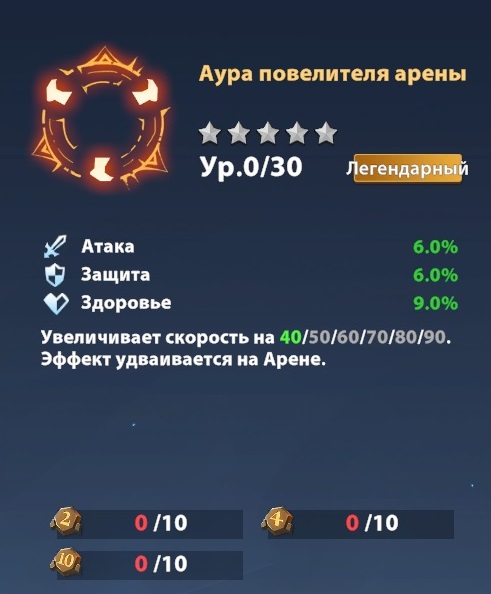 Аура повелителя арены
Ур.0/30
Легендарный
Атака 6.0%
Защита 6.0%
Здоровье 9.0%
Увеличивает скорость на 40/50/60/70/80/90.
Эффект удваивается на Арене.
2 0/10 4 0/10
10 0/10